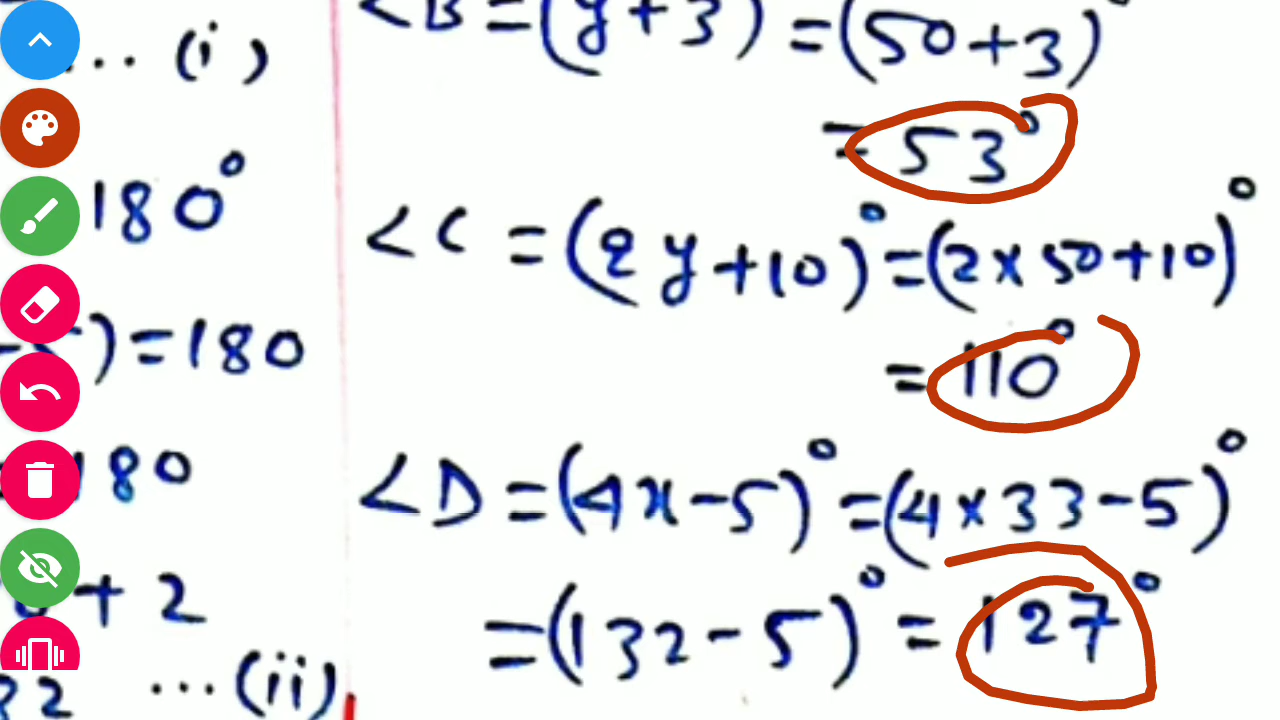 ∠B = (y+3) = (50+3)°
... (i)
= 53°
180°
∠C = (2y+10)° = (2×50+10)°
) = 180
= 110°
180
∠D = (4x-5)° = (4×33-5)°
+ 2
= (132-5)° = 127°
32 ...(ii)